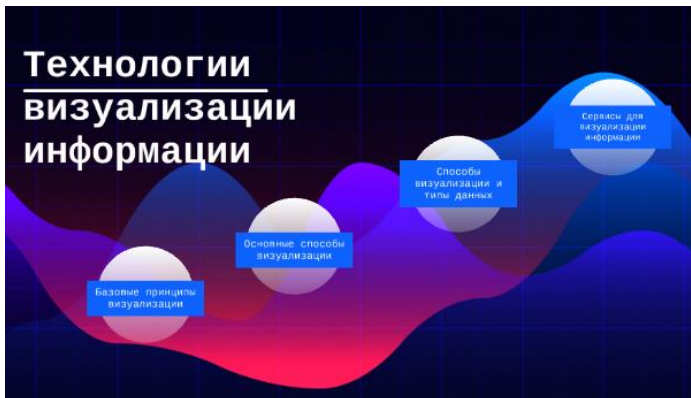 Технологии
визуализации
информации
Базовые принципы
визуализации
Основные способы
визуализации
Способы
визуализации и
типы данных
Сервисы для
визуализации
информации